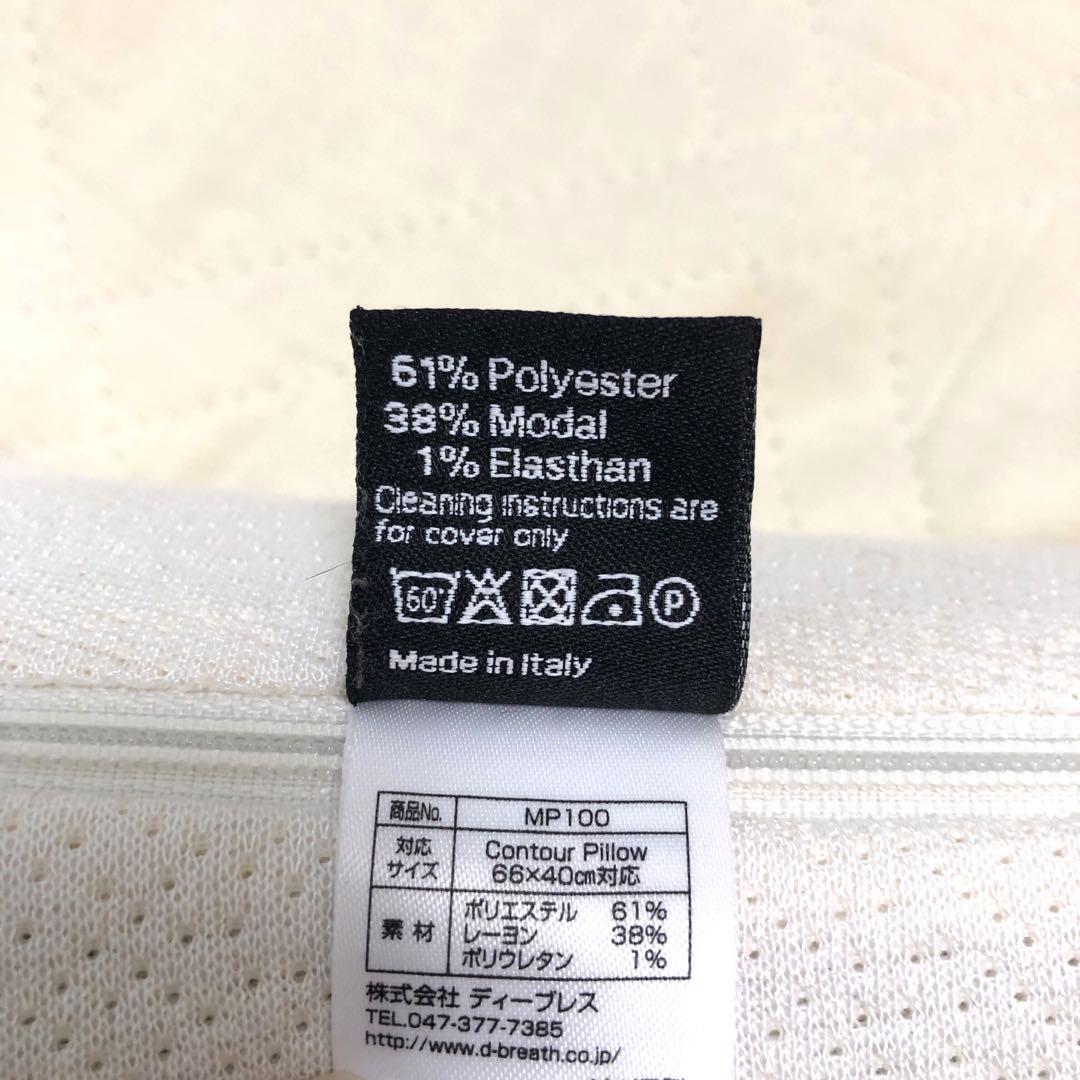 61% Polyester
38% Modal
1% Elasthan
Cleaning instructions are
for cover only
60° P
Made in Italy
商品No. MP100
対応サイズ Contour Pillow
66×40cm対応
素材 ポリエステル 61%
レーヨン 38%
ポリウレタン 1%
株式会社 ディーブレス
TEL.047-377-7385
http://www.d-breath.co.jp/